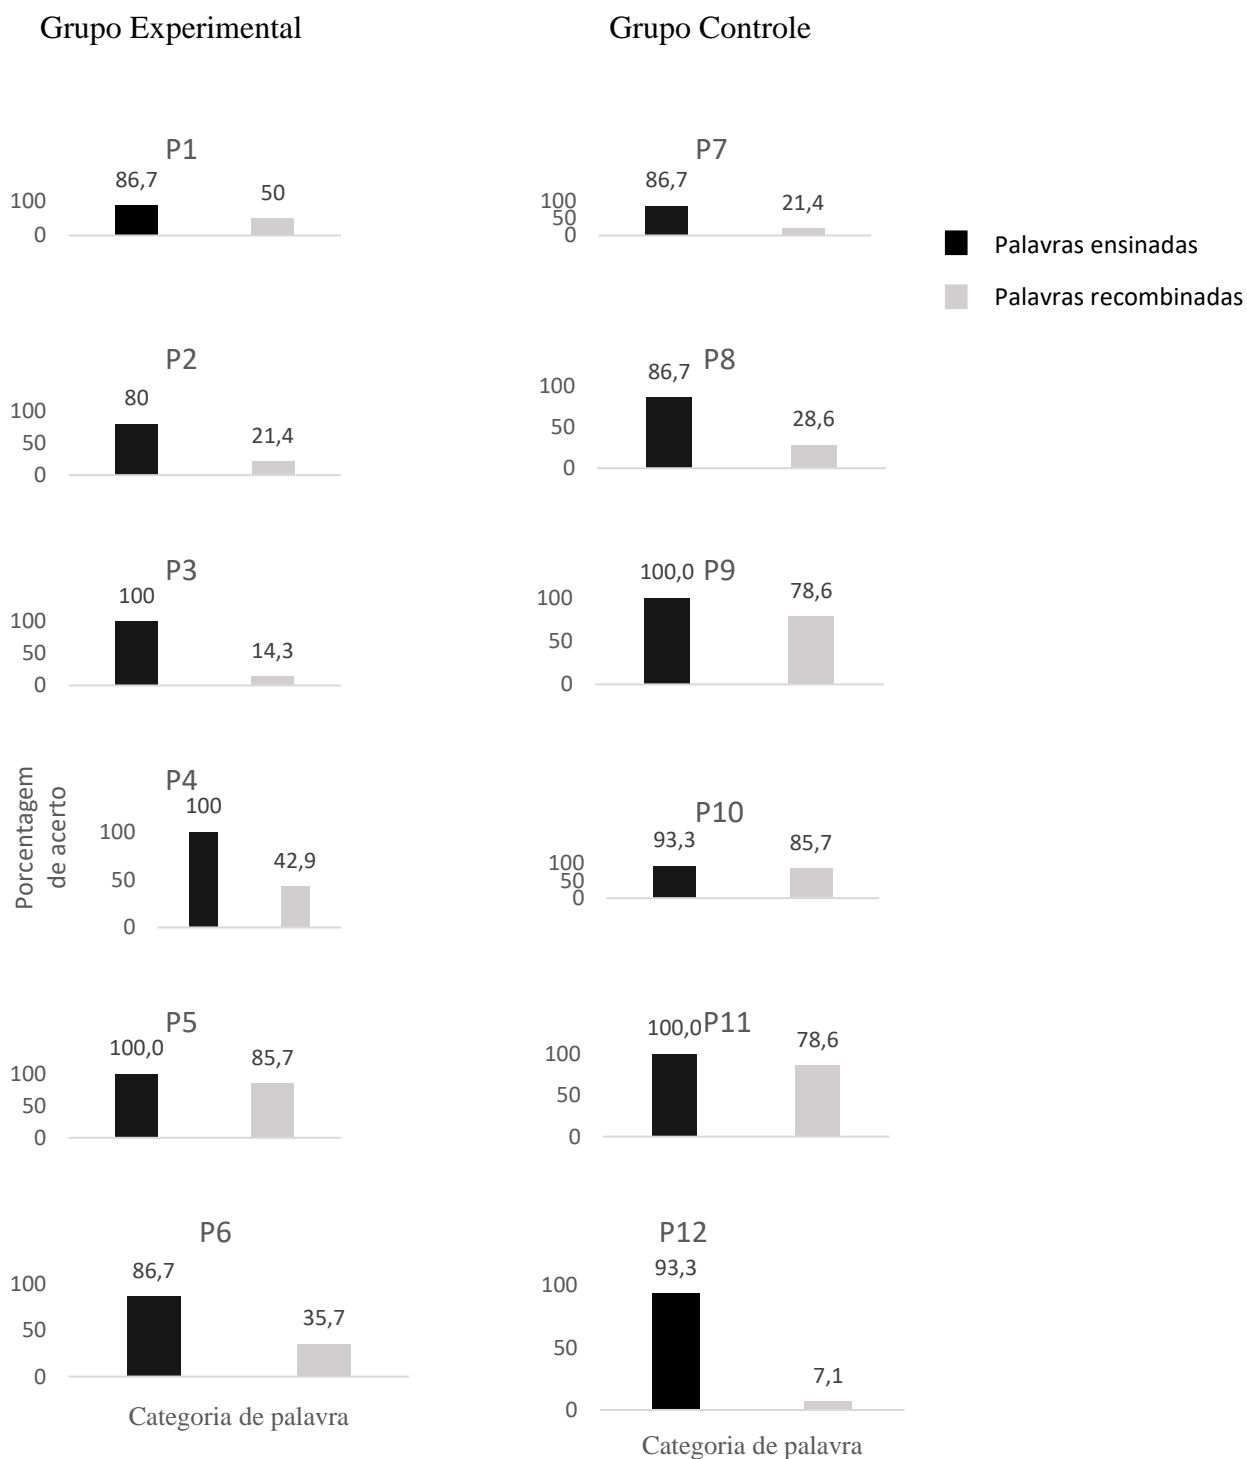 Grupo Experimental
Grupo Controle
P1
86,7
50
100
0
P7
86,7
21,4
100
50
0
Palavras ensinadas
Palavras recombinadas
P2
80
21,4
100
50
0
P8
86,7
28,6
100
50
0
P3
100
14,3
100
50
0
P9
100,0
78,6
100
50
0
Porcentagem
de acerto
P4
100
42,9
100
50
0
P10
93,3
85,7
100
50
0
P5
100,0
85,7
100
50
0
P11
100,0
78,6
100
50
0
P6
86,7
35,7
100
50
0
Categoria de palavra
P12
93,3
7,1
100
50
0
Categoria de palavra